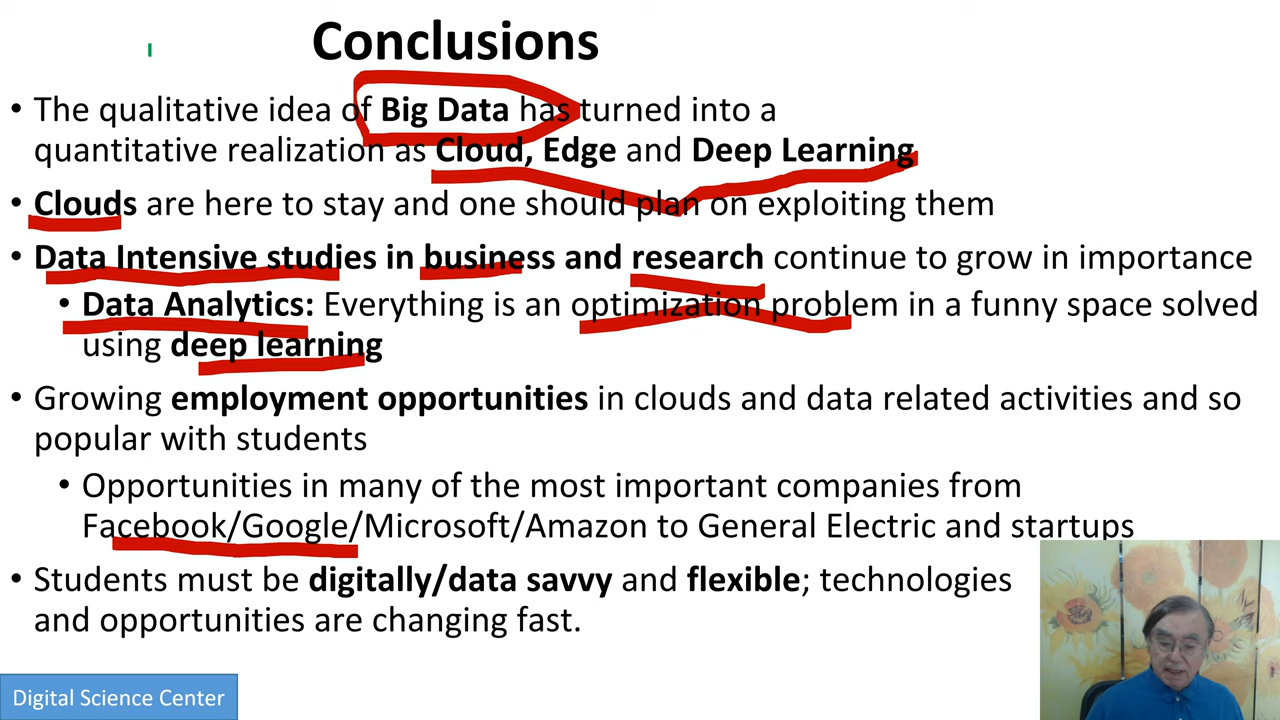 Conclusions
• The qualitative idea of Big Data has turned into a
quantitative realization as Cloud, Edge and Deep Learning
• Clouds are here to stay and one should plan on exploiting them
• Data Intensive studies in business and research continue to grow in importance
• Data Analytics: Everything is an optimization problem in a funny space solved
using deep learning
• Growing employment opportunities in clouds and data related activities and so
popular with students
• Opportunities in many of the most important companies from
Facebook/Google/Microsoft/Amazon to General Electric and startups
• Students must be digitally/data savvy and flexible; technologies
and opportunities are changing fast.
Digital Science Center